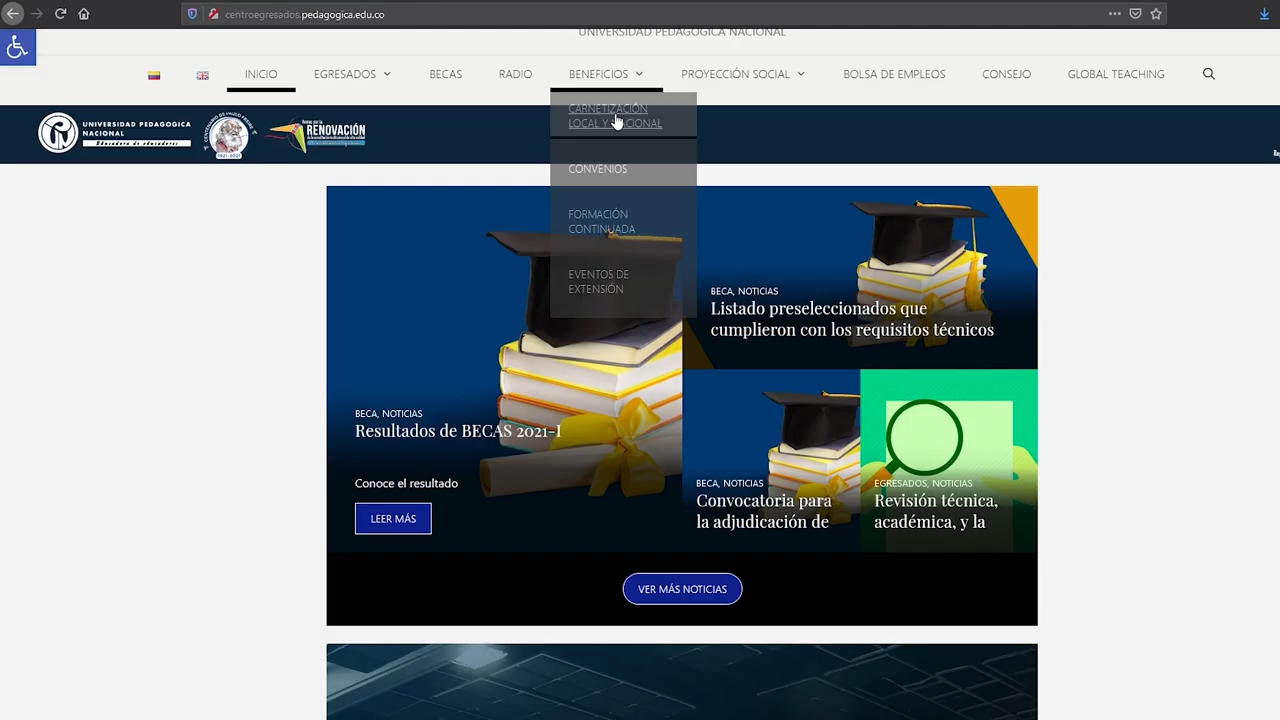 centroegresados.pedagogica.edu.co
UNIVERSIDAD PEDAGÓGICA NACIONAL
INICIO
EGRESADOS
BECAS
RADIO
BENEFICIOS
PROYECCIÓN SOCIAL
BOLSA DE EMPLEOS
CONSEJO
GLOBAL TEACHING
CARNETIZACIÓN
LOCAL Y NACIONAL
CONVENIOS
FORMACIÓN
CONTINUADA
EVENTOS DE
EXTENSIÓN
UNIVERSIDAD PEDAGOGICA
NACIONAL
Educadora de educadores
1921-2021
RENOVACIÓN
BECA, NOTICIAS
Listado preseleccionados que
cumplieron con los requisitos técnicos
BECA, NOTICIAS
Resultados de BECAS 2021-I
Conoce el resultado
LEER MÁS
BECA, NOTICIAS
Convocatoria para
la adjudicación de
EGRESADOS, NOTICIAS
Revisión técnica,
académica, y la
VER MÁS NOTICIAS